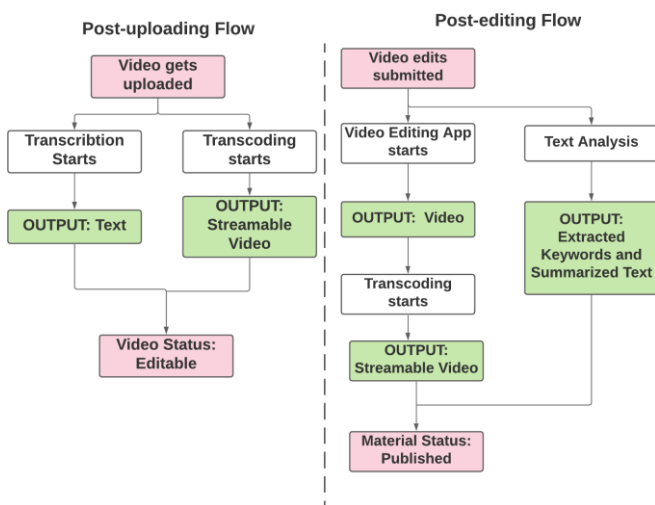 Post-uploading Flow
Video gets
uploaded
Transcribtion
Starts
Transcoding
starts
OUTPUT: Text
OUTPUT:
Streamable
Video
Video Status:
Editable
Post-editing Flow
Video edits
submitted
Video Editing App
starts
Text Analysis
OUTPUT: Video
OUTPUT:
Extracted
Keywords and
Summarized Text
Transcoding
starts
OUTPUT:
Streamable Video
Material Status:
Published